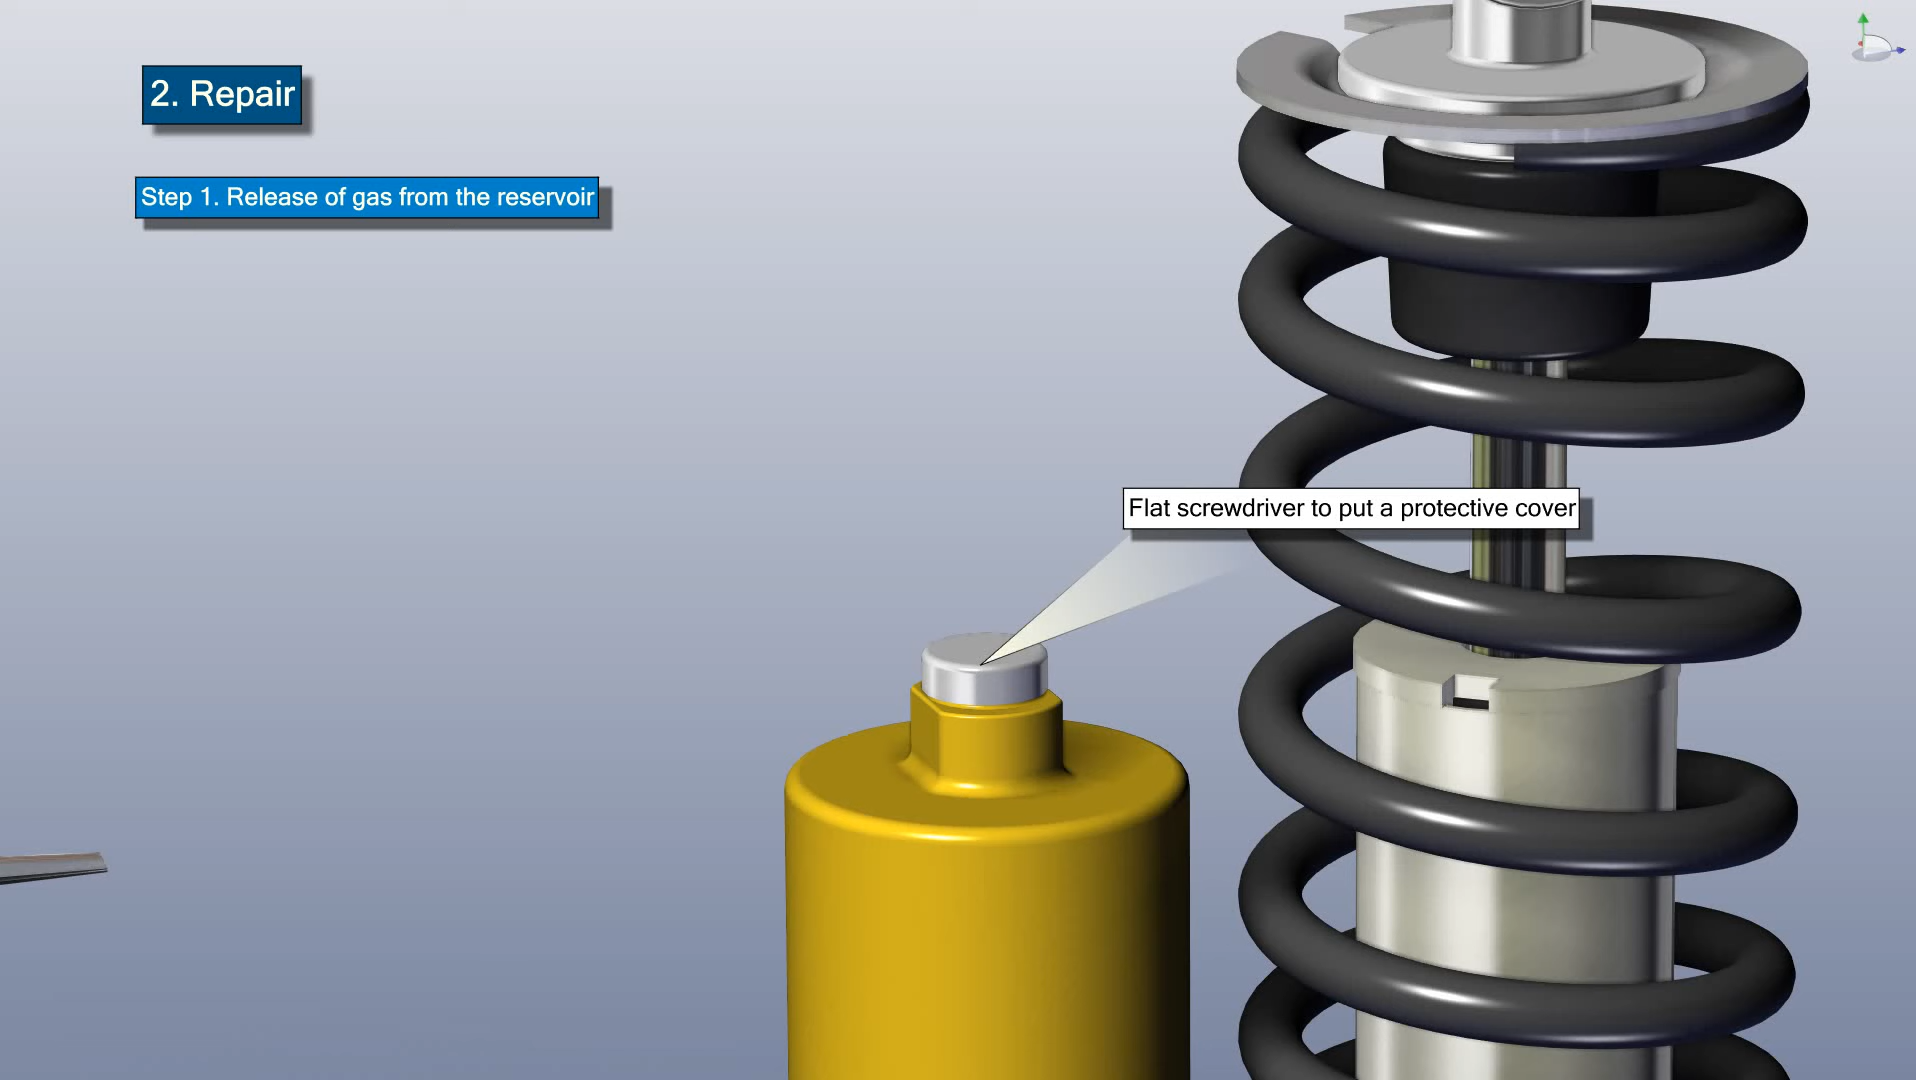 2. Repair
Step 1. Release of gas from the reservoir
Flat screwdriver to put a protective cover